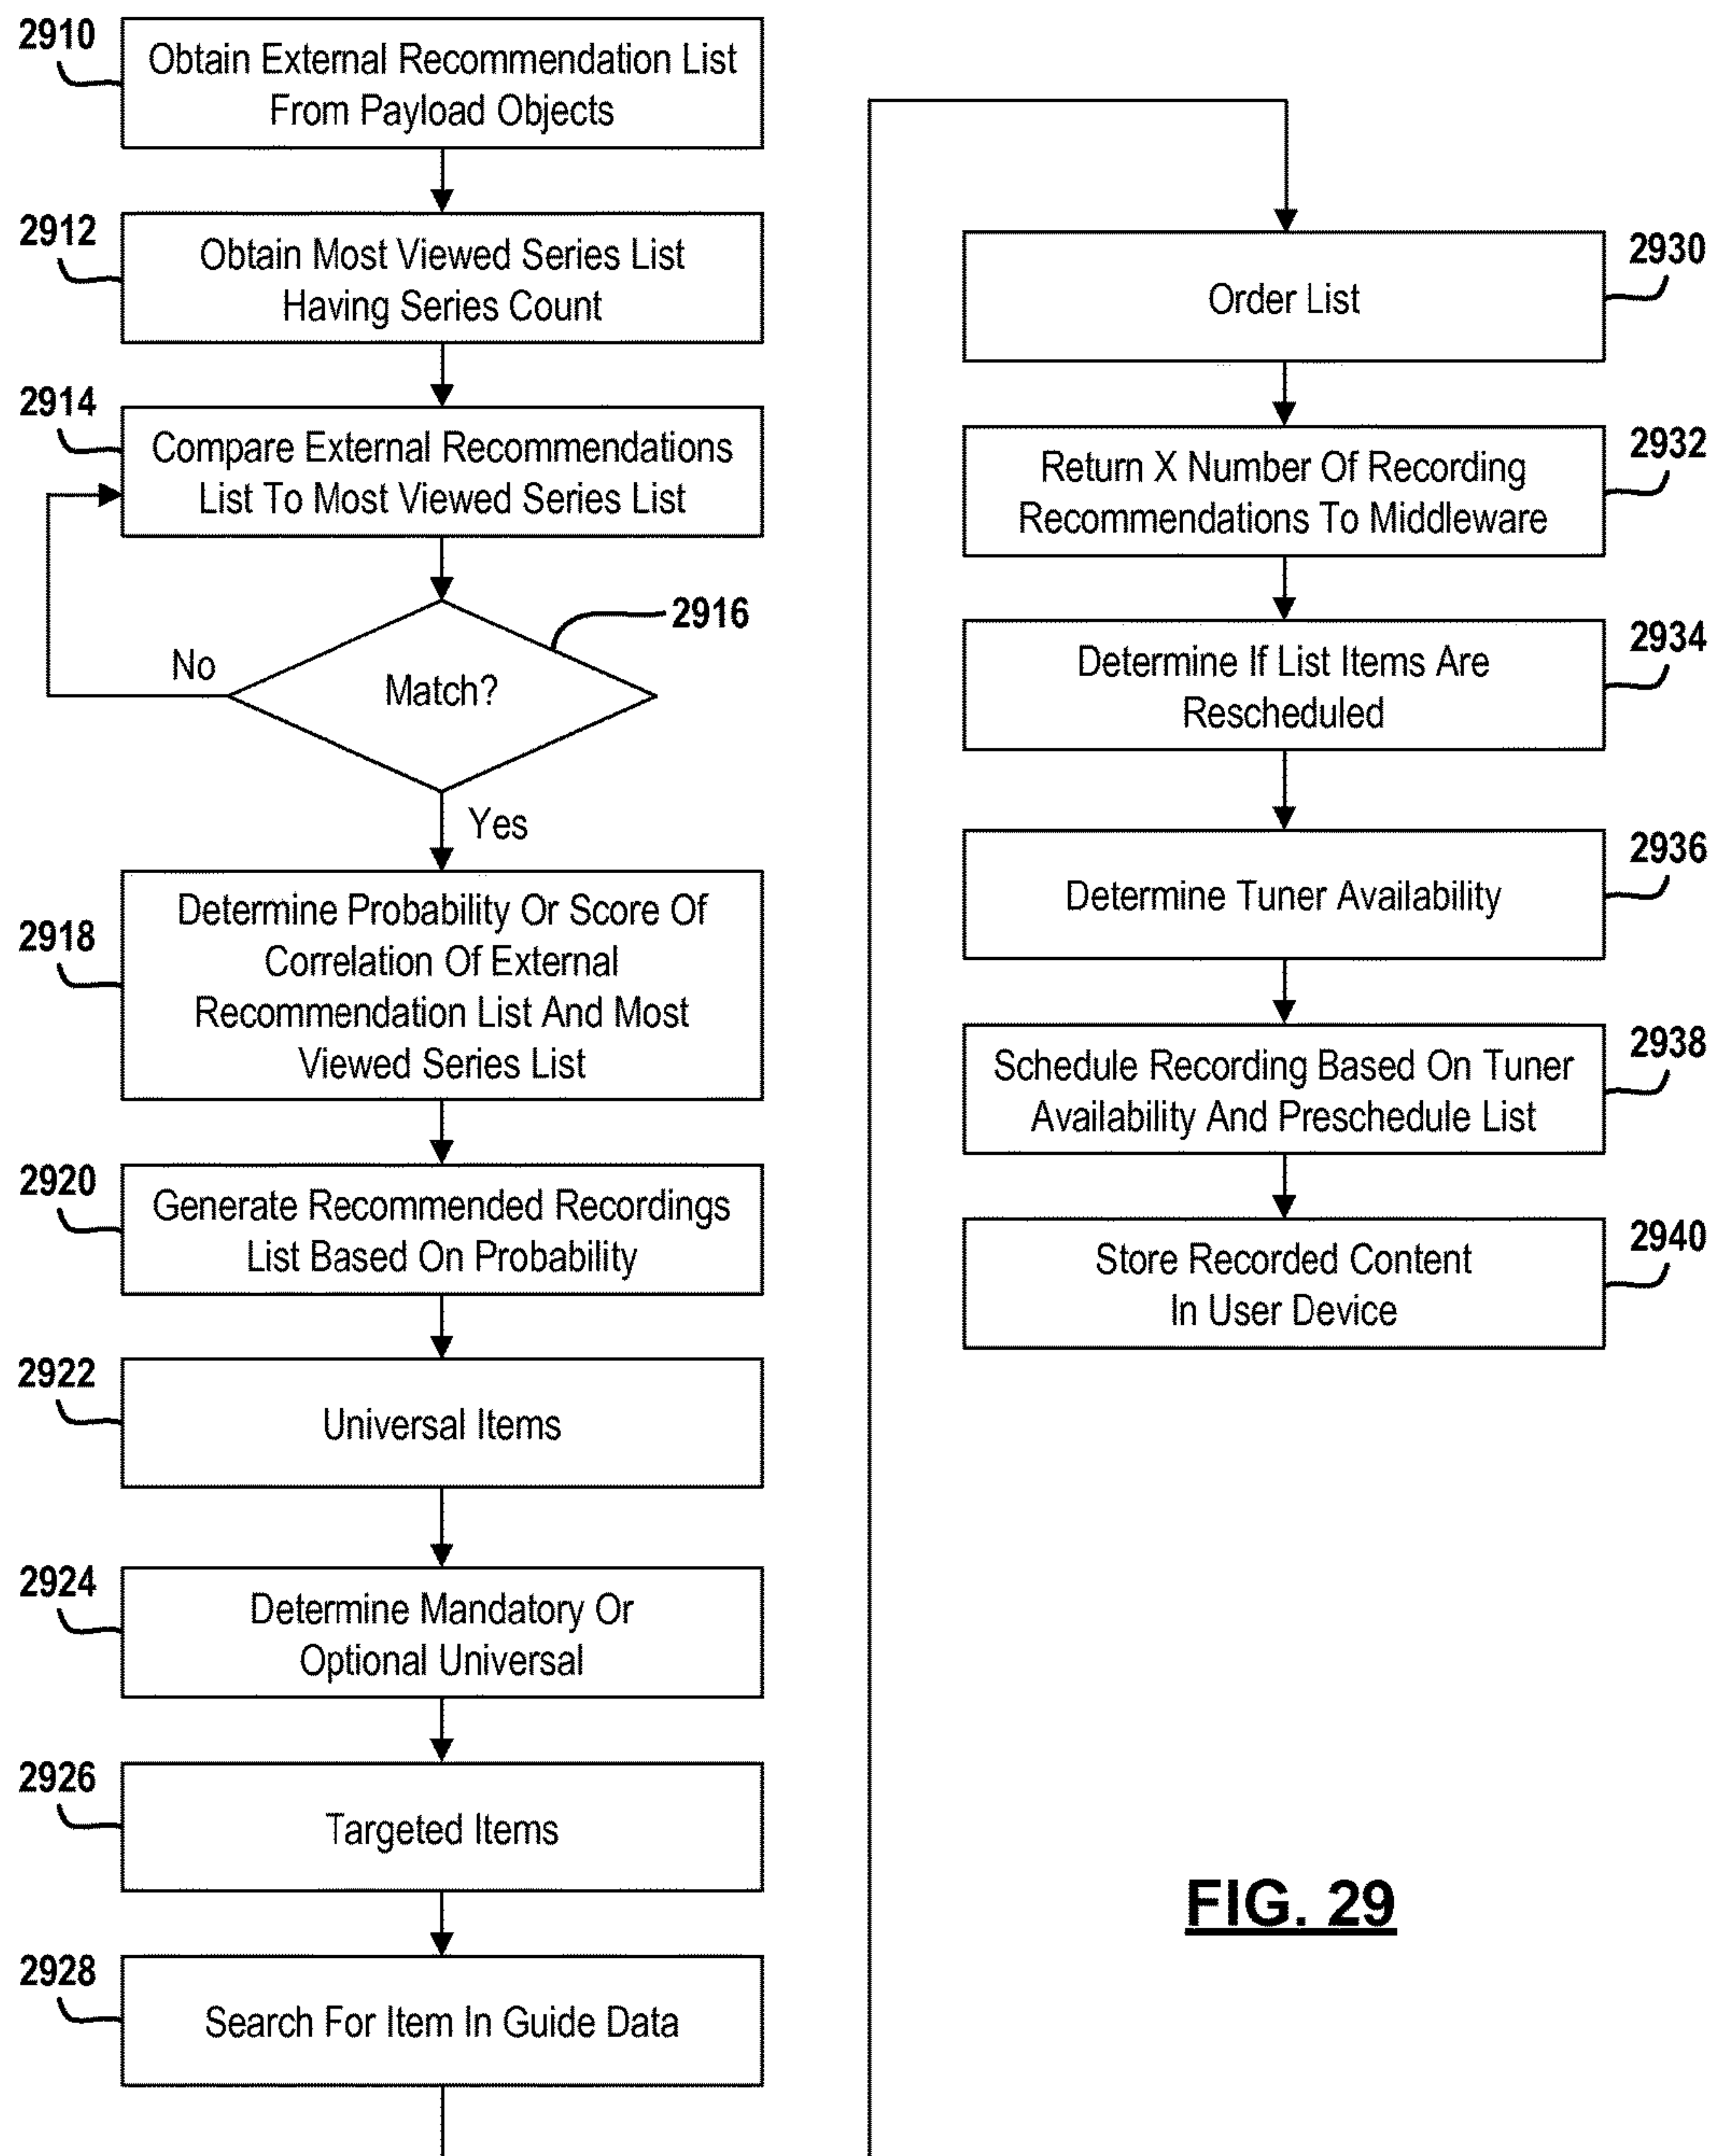 2910
Obtain External Recommendation List
From Payload Objects
2912
Obtain Most Viewed Series List
Having Series Count
2914
Compare External Recommendations
List To Most Viewed Series List
2916
Match?
No
Yes
2918
Determine Probability Or Score Of
Correlation Of External
Recommendation List And Most
Viewed Series List
2920
Generate Recommended Recordings
List Based On Probability
2922
Universal Items
2924
Determine Mandatory Or
Optional Universal
2926
Targeted Items
2928
Search For Item In Guide Data
2930
Order List
2932
Return X Number Of Recording
Recommendations To Middleware
2934
Determine If List Items Are
Rescheduled
2936
Determine Tuner Availability
2938
Schedule Recording Based On Tuner
Availability And Preschedule List
2940
Store Recorded Content
In User Device
FIG. 29